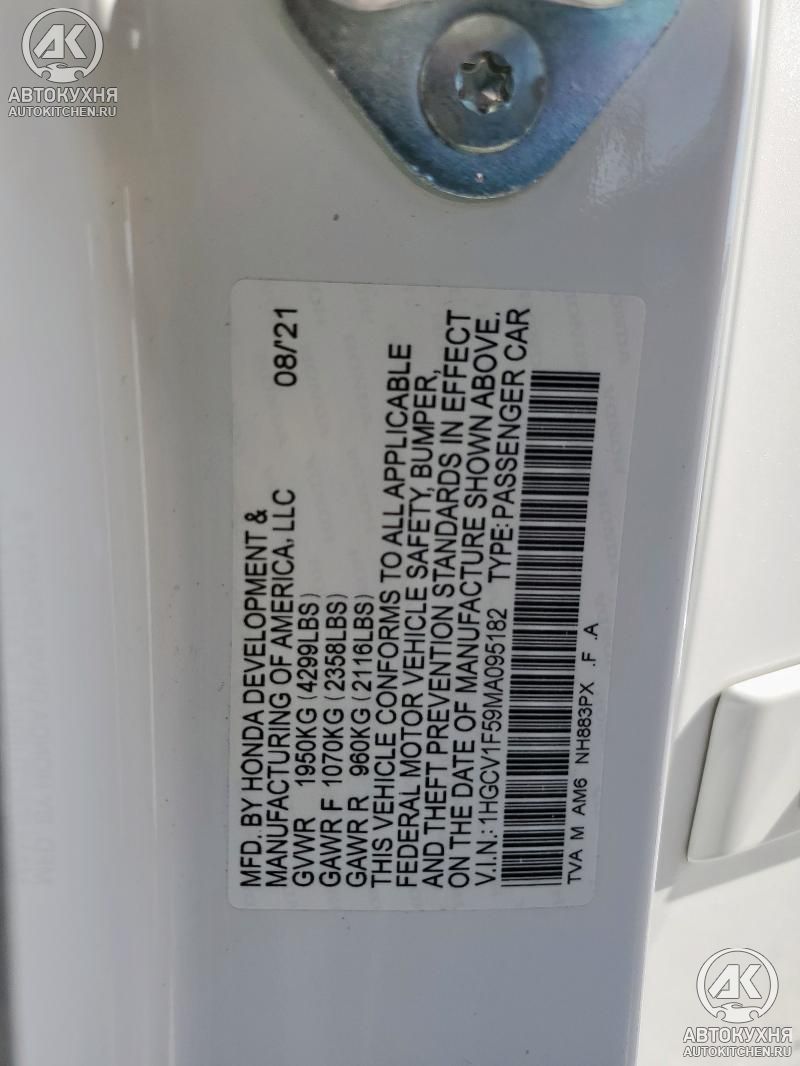 АВТОКУХНЯ
AUTOKITCHEN.RU
MFD. BY HONDA DEVELOPMENT & 08/'21
MANUFACTURING OF AMERICA, LLC
GVWR 1950KG (4299LBS)
GAWR F 1070KG (2358LBS)
GAWR R 960KG (2116LBS)
THIS VEHICLE CONFORMS TO ALL APPLICABLE
FEDERAL MOTOR VEHICLE SAFETY, BUMPER,
AND THEFT PREVENTION STANDARDS IN EFFECT
ON THE DATE OF MANUFACTURE SHOWN ABOVE.
V.I.N.: 1HGCV1F59MA095182 TYPE: PASSENGER CAR
TVA M AM6 NH883PX .F .A
АК
АВТОКУХНЯ
AUTOKITCHEN.RU